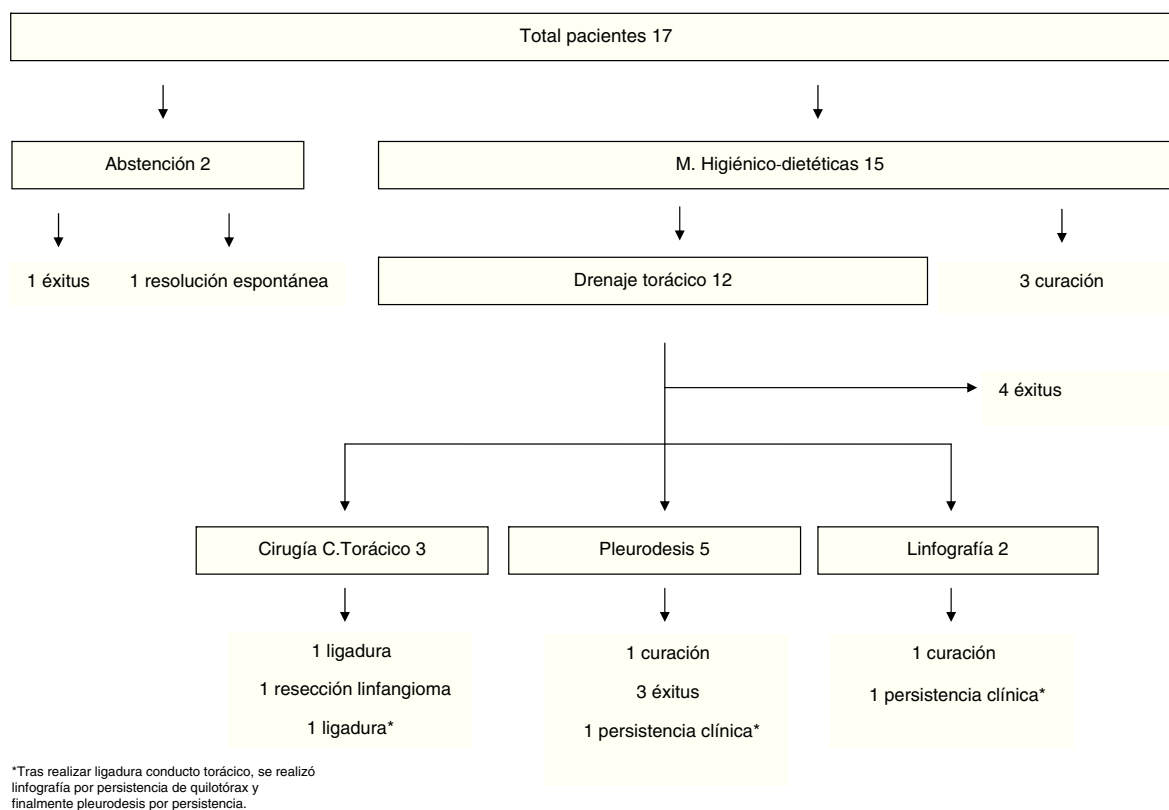 Total pacientes 17
Abstención 2
M. Higiénico-dietéticas 15
1 éxitus
1 resolución espontánea
Drenaje torácico 12
3 curación
4 éxitus
Cirugía C.Torácico 3
Pleurodesis 5
Linfografía 2
1 ligadura
1 resección linfangioma
1 ligadura*
1 curación
3 éxitus
1 persistencia clínica*
1 curación
1 persistencia clínica*
*Tras realizar ligadura conducto torácico, se realizó
linfografía por persistencia de quilotórax y
finalmente pleurodesis por persistencia.